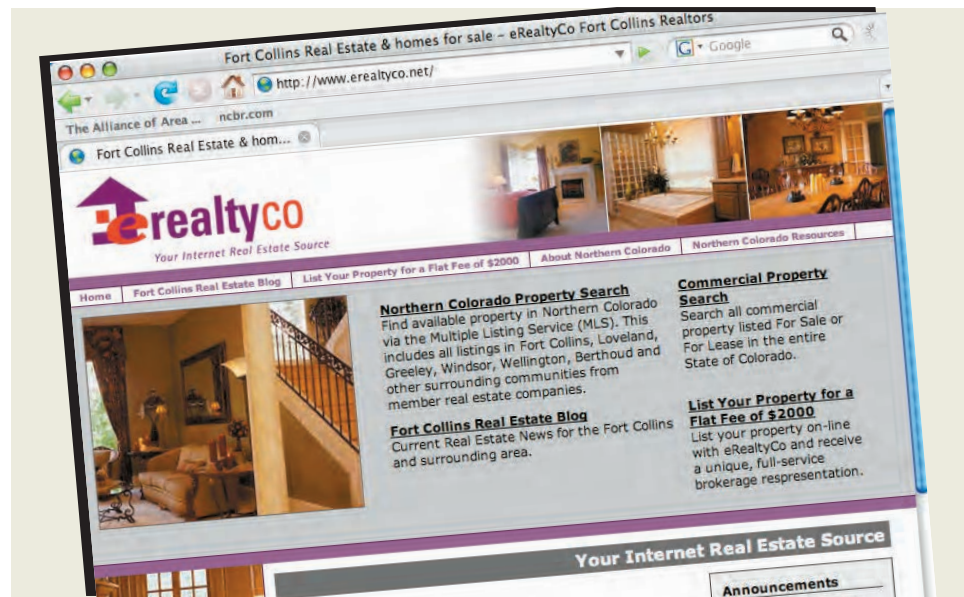 Fort Collins Real Estate & homes for sale – eRealtyCo Fort Collins Realtors
http://www.erealtyco.net/
G Google
The Alliance of Area ... ncbr.com
Fort Collins Real Estate & hom...
erealtyco
Your Internet Real Estate Source
Home
Fort Collins Real Estate Blog
List Your Property for a Flat Fee of $2000
About Northern Colorado
Northern Colorado Resources
Northern Colorado Property Search
Find available property in Northern Colorado
via the Multiple Listing Service (MLS). This
includes all listings in Fort Collins, Loveland,
Greeley, Windsor, Wellington, Berthoud and
other surrounding communities from
member real estate companies.
Fort Collins Real Estate Blog
Current Real Estate News for the Fort Collins
and surrounding area.
Commercial Property
Search
Search all commercial
property listed For Sale or
For Lease in the entire
State of Colorado.
List Your Property for a
Flat Fee of $2000
List your property on-line
with eRealtyCo and receive
a unique, full-service
brokerage respresentation.
Your Internet Real Estate Source
Announcements